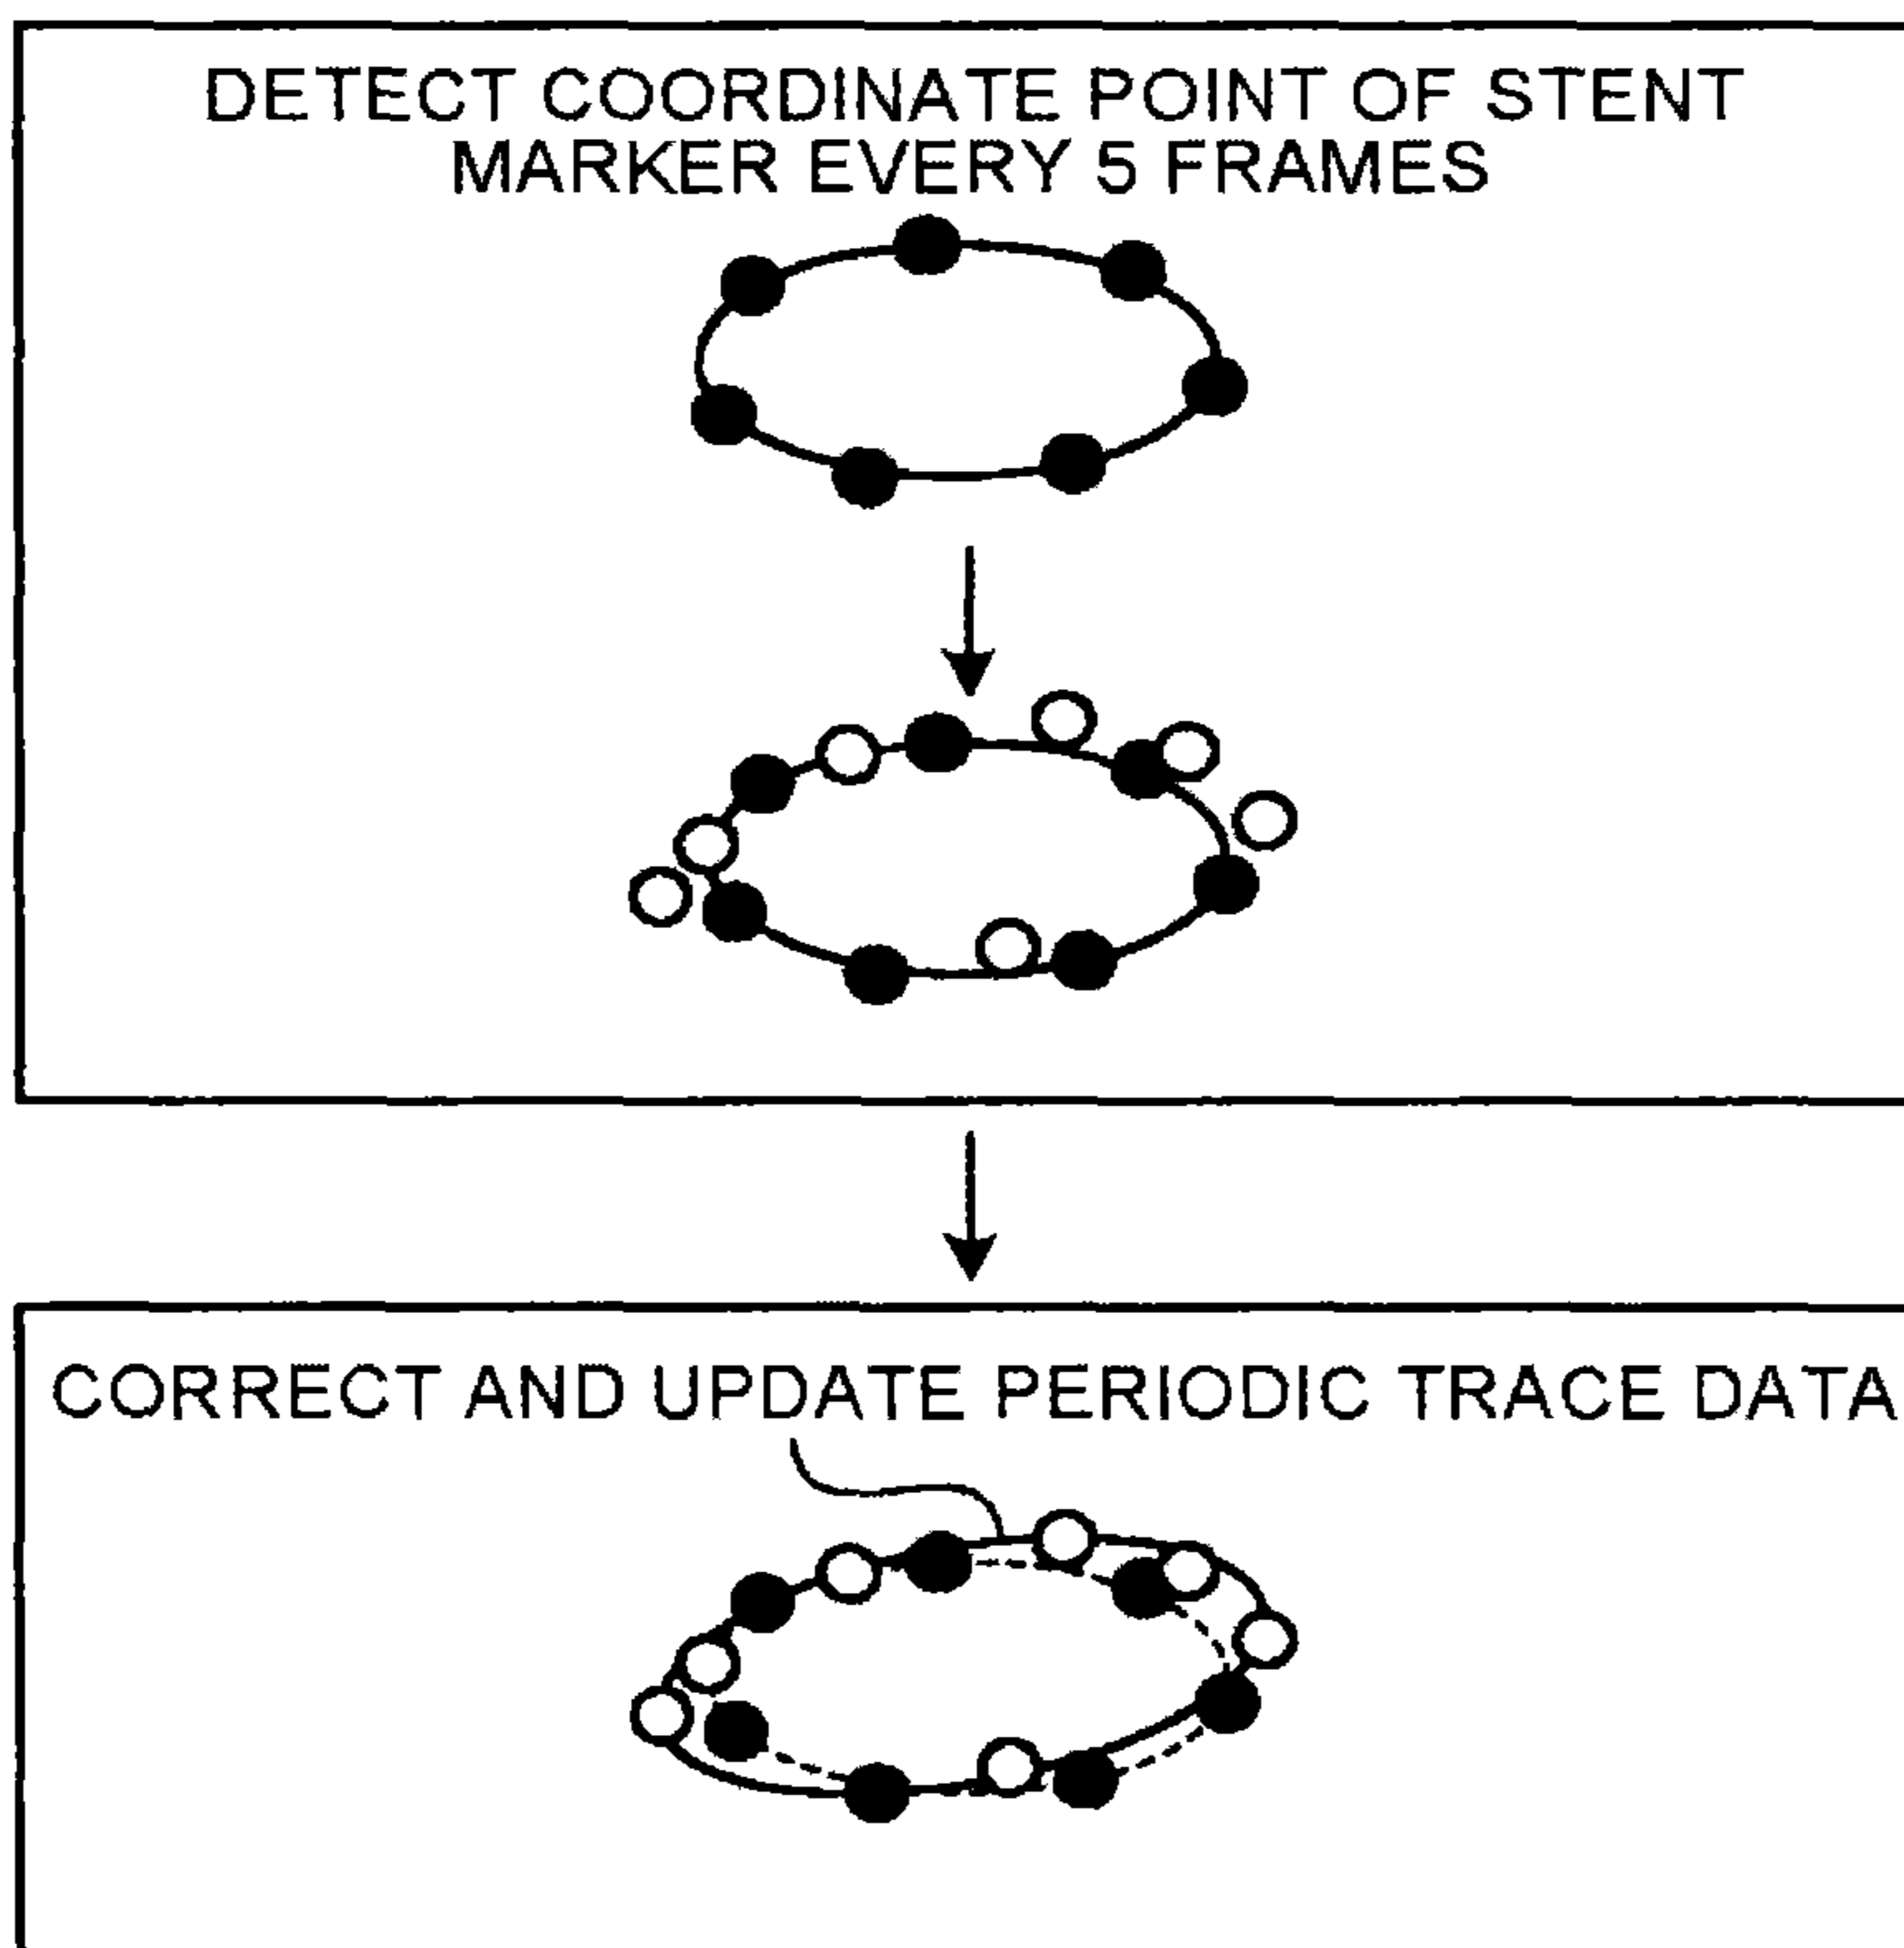 DETECT COORDINATE POINT OF STENT
MARKER EVERY 5 FRAMES
CORRECT AND UPDATE PERIODIC TRACE DATA